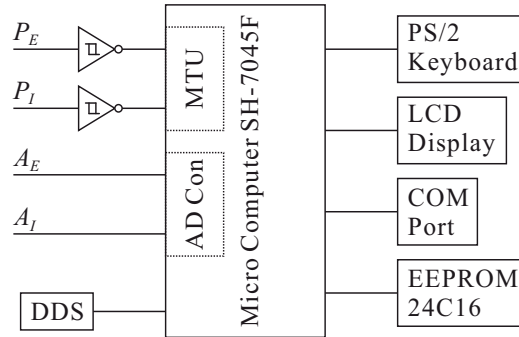 P_E
P_I
A_E
A_I
DDS
MTU
AD Con
Micro Computer SH-7045F
PS/2
Keyboard
LCD
Display
COM
Port
EEPROM
24C16